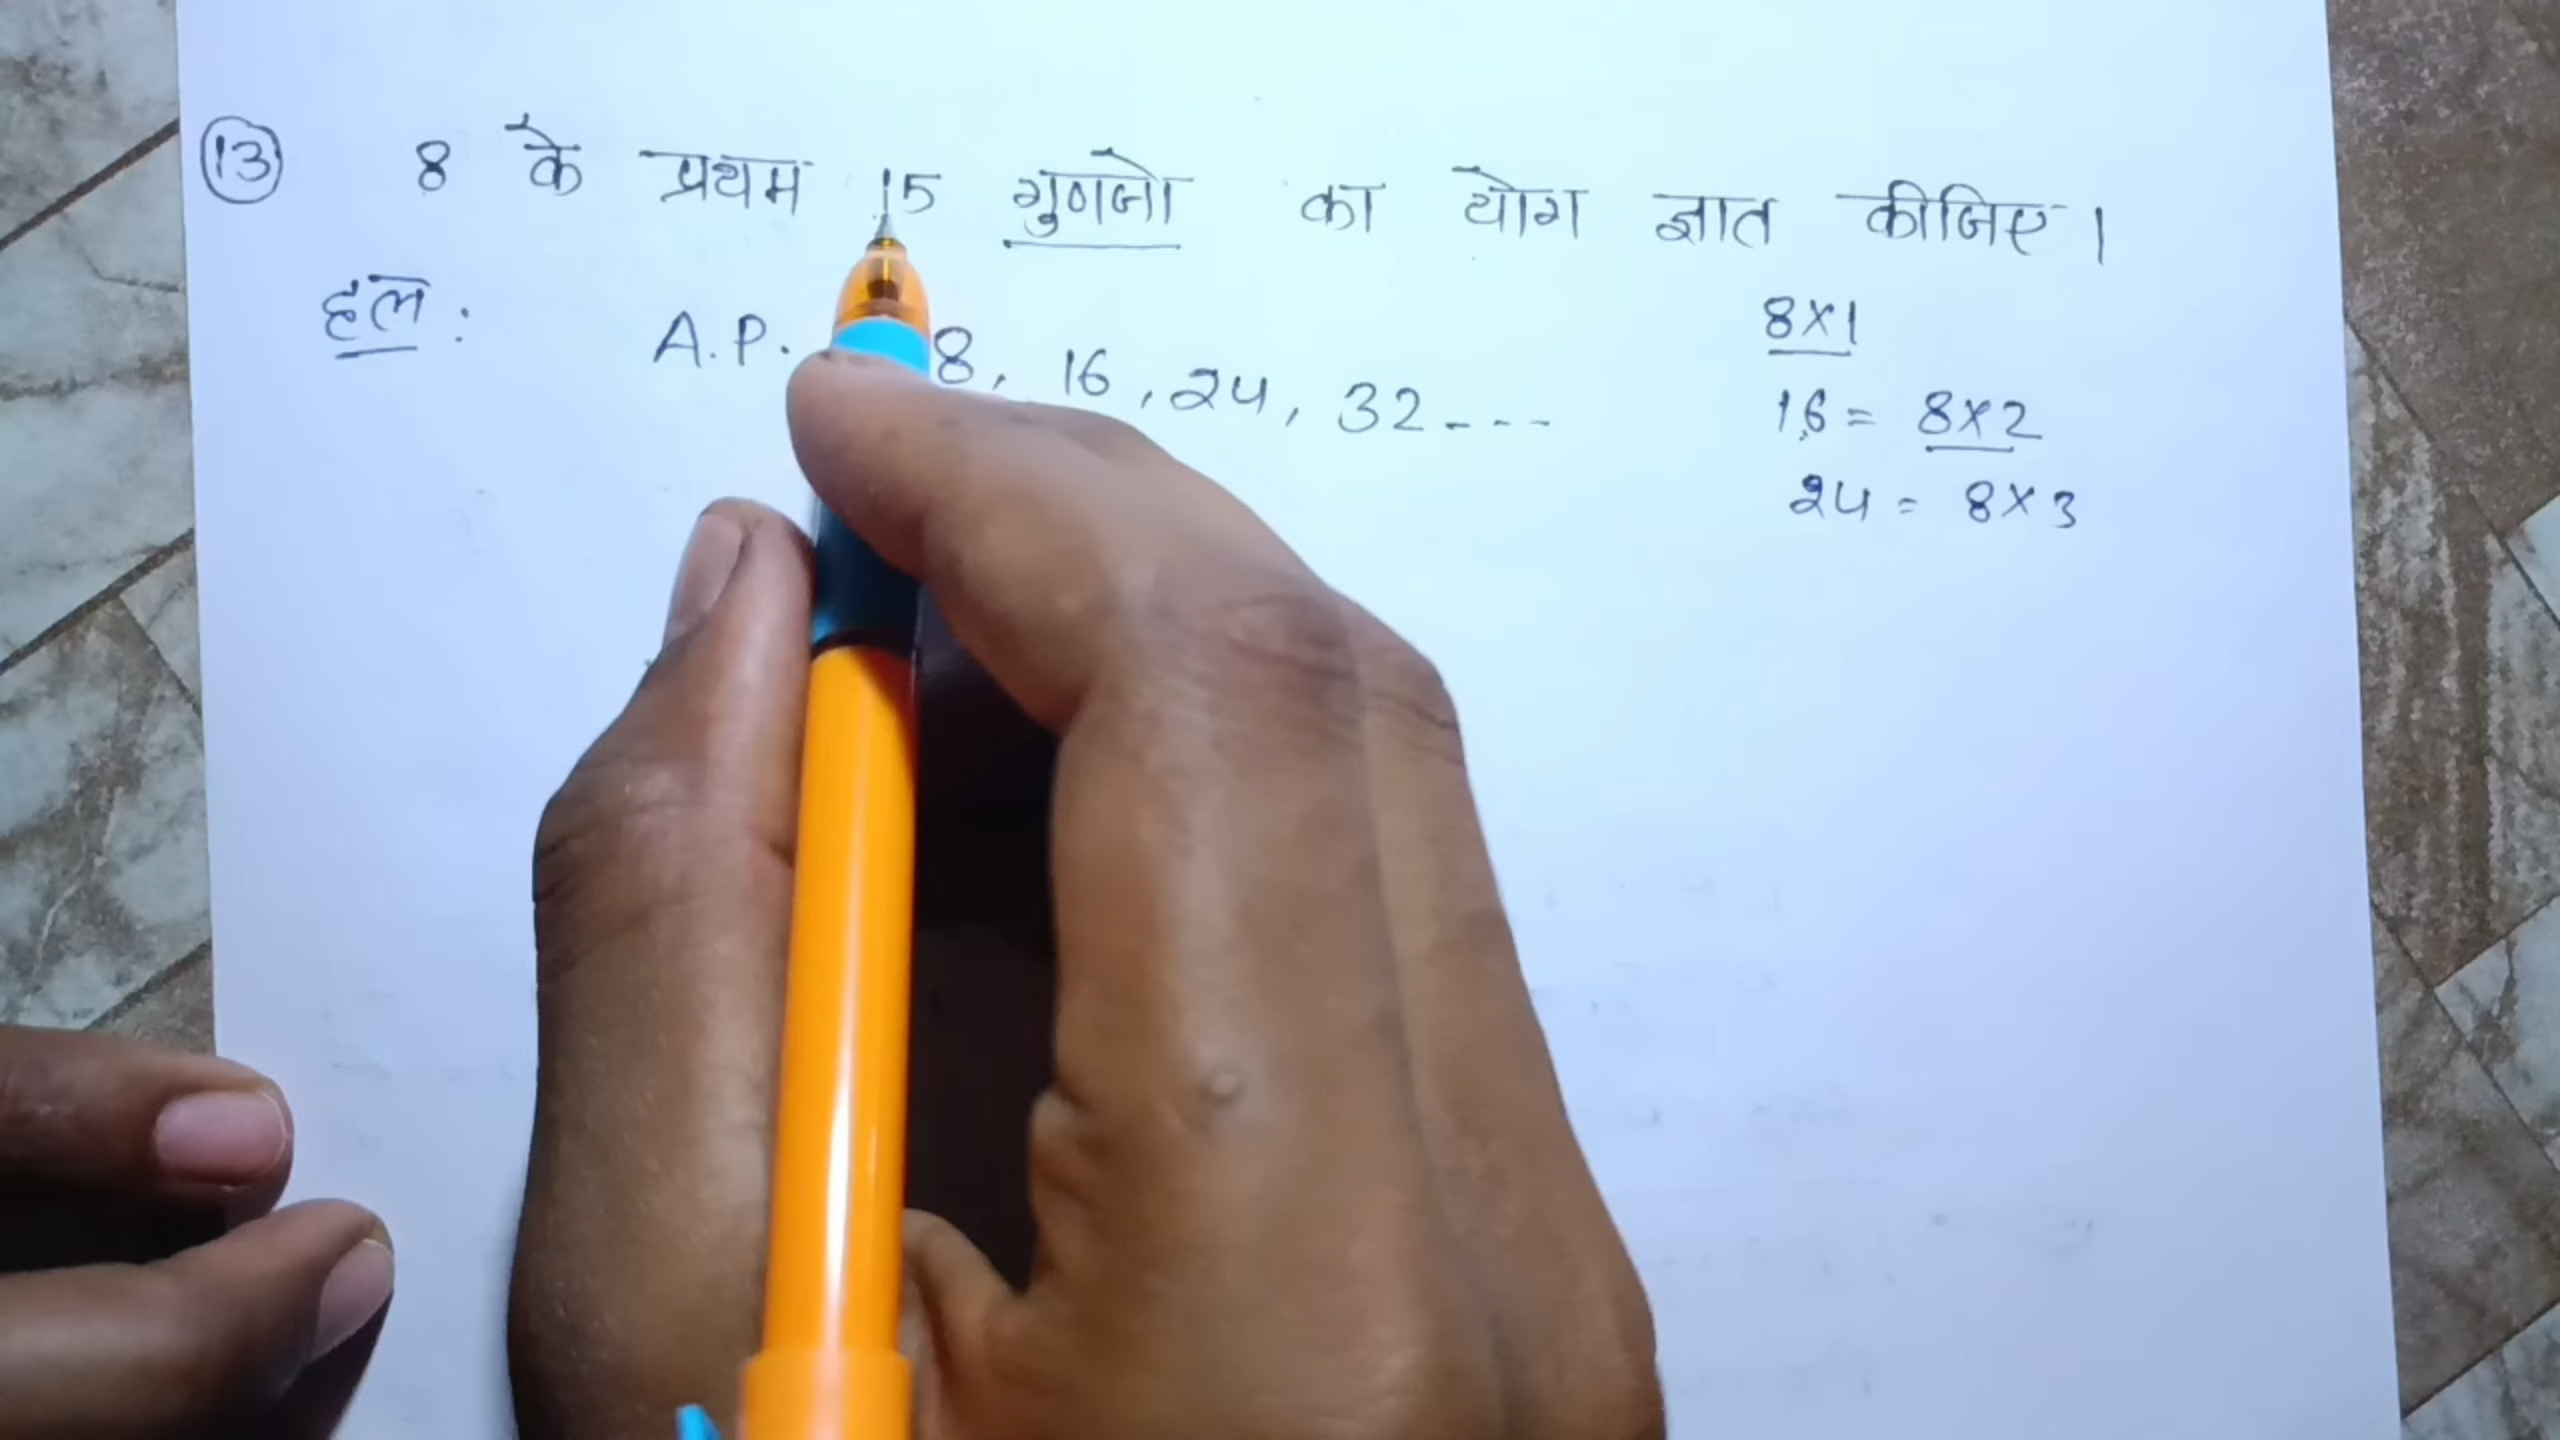 13 8 के प्रथम 15 गुणजो का योग ज्ञात कीजिए।
हल : A.P. 8, 16, 24, 32 ---
8×1
16 = 8×2
24 = 8×3